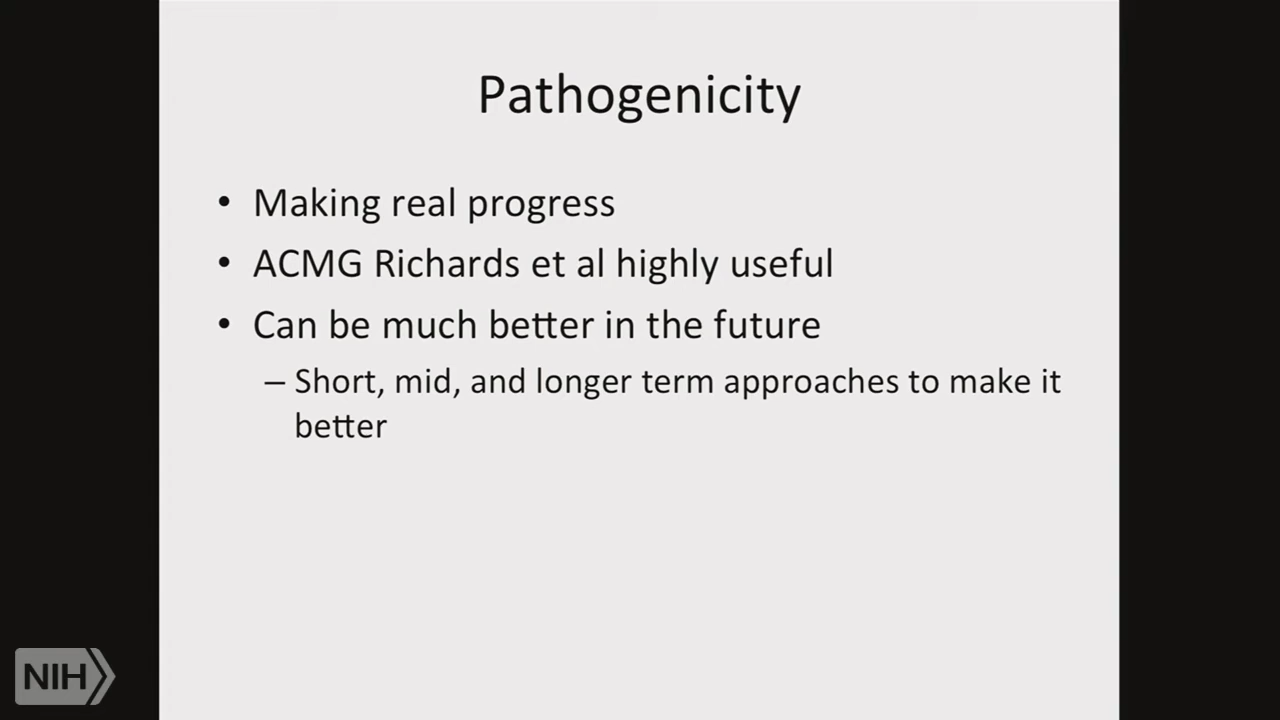 Pathogenicity
• Making real progress
• ACMG Richards et al highly useful
• Can be much better in the future
– Short, mid, and longer term approaches to make it
better
NIH